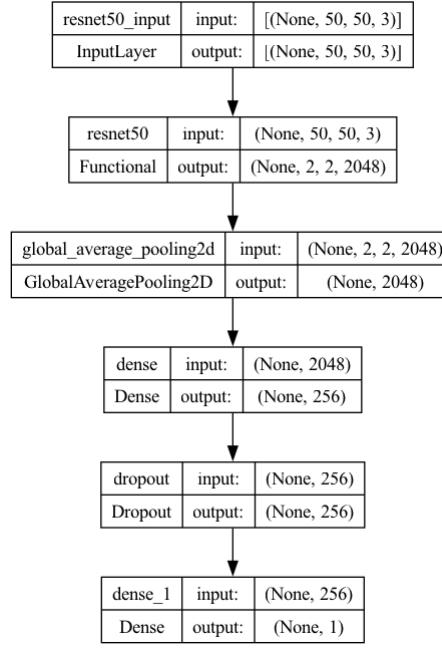 resnet50_input input: [(None, 50, 50, 3)]
InputLayer output: [(None, 50, 50, 3)]
resnet50 input: (None, 50, 50, 3)
Functional output: (None, 2, 2, 2048)
global_average_pooling2d input: (None, 2, 2, 2048)
GlobalAveragePooling2D output: (None, 2048)
dense input: (None, 2048)
Dense output: (None, 256)
dropout input: (None, 256)
Dropout output: (None, 256)
dense_1 input: (None, 256)
Dense output: (None, 1)